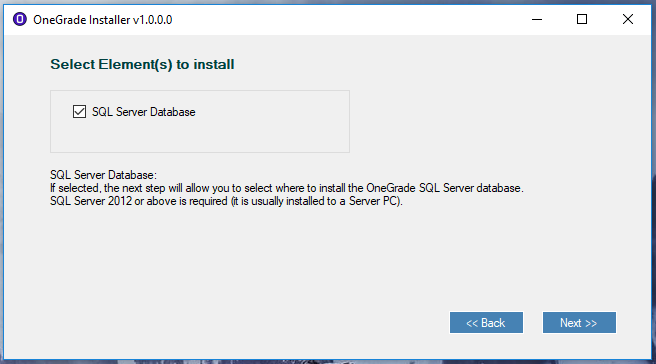 OneGrade Installer v1.0.0.0
Select Element(s) to install
SQL Server Database
SQL Server Database:
If selected, the next step will allow you to select where to install the OneGrade SQL Server database.
SQL Server 2012 or above is required (it is usually installed to a Server PC).
<< Back
Next >>